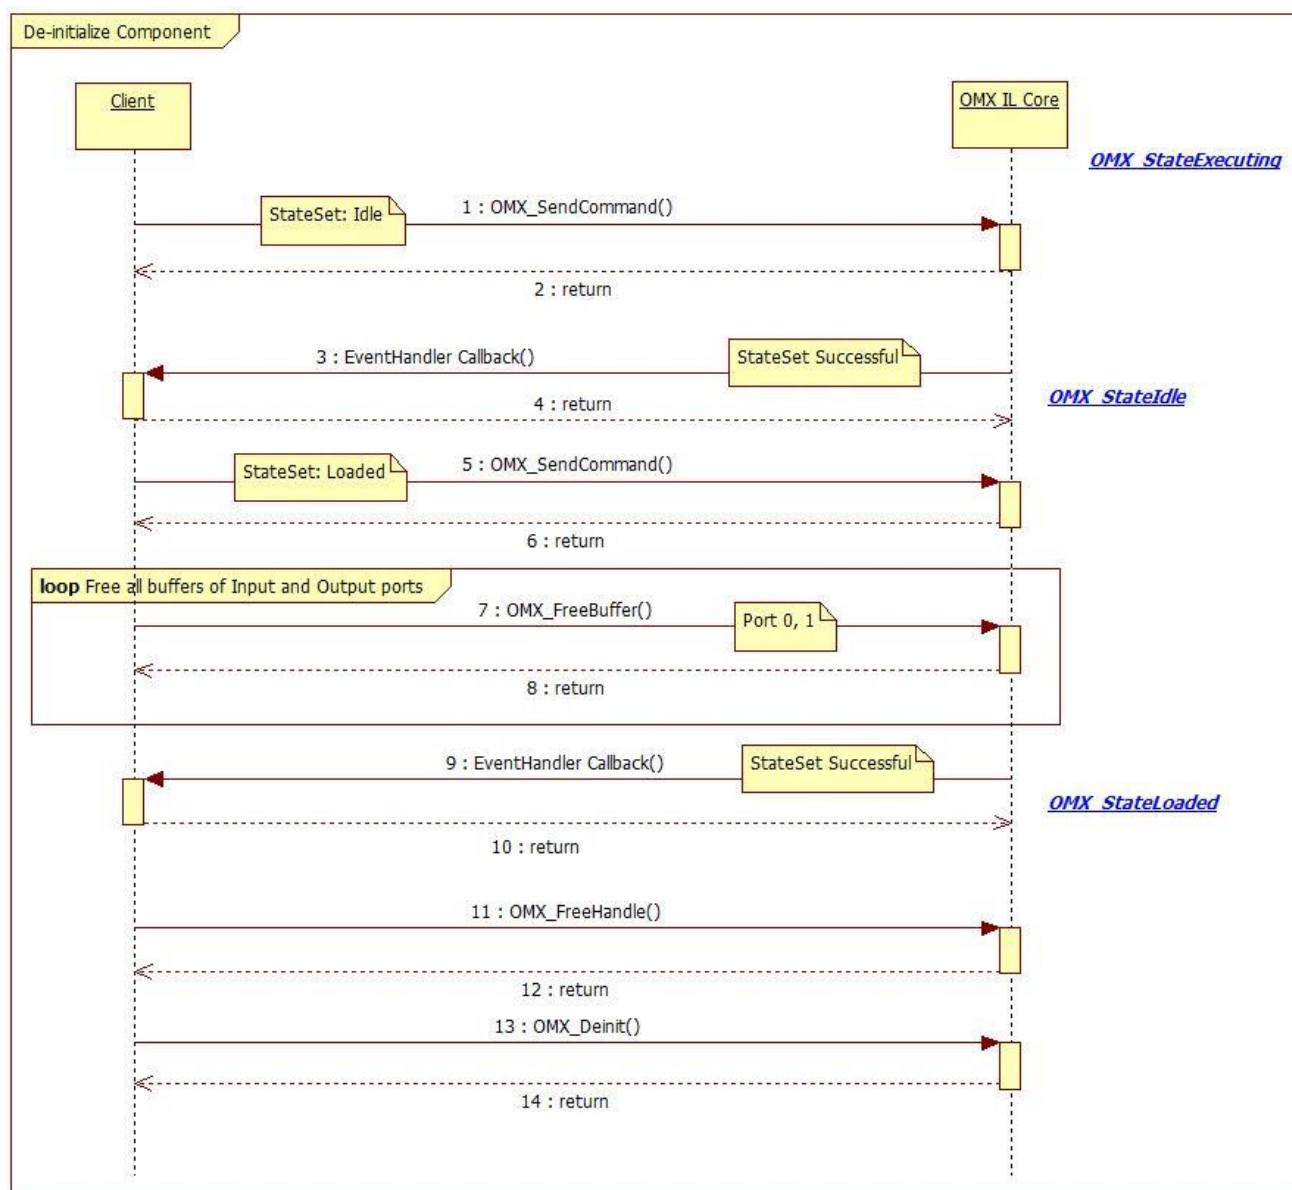 De-initialize Component
Client
OMX IL Core
OMX_StateExecuting
StateSet: Idle
1 : OMX_SendCommand()
2 : return
3 : EventHandler Callback()
StateSet Successful
OMX_StateIdle
4 : return
StateSet: Loaded
5 : OMX_SendCommand()
6 : return
loop Free all buffers of Input and Output ports
7 : OMX_FreeBuffer()
Port 0, 1
8 : return
9 : EventHandler Callback()
StateSet Successful
OMX_StateLoaded
10 : return
11 : OMX_FreeHandle()
12 : return
13 : OMX_Deinit()
14 : return